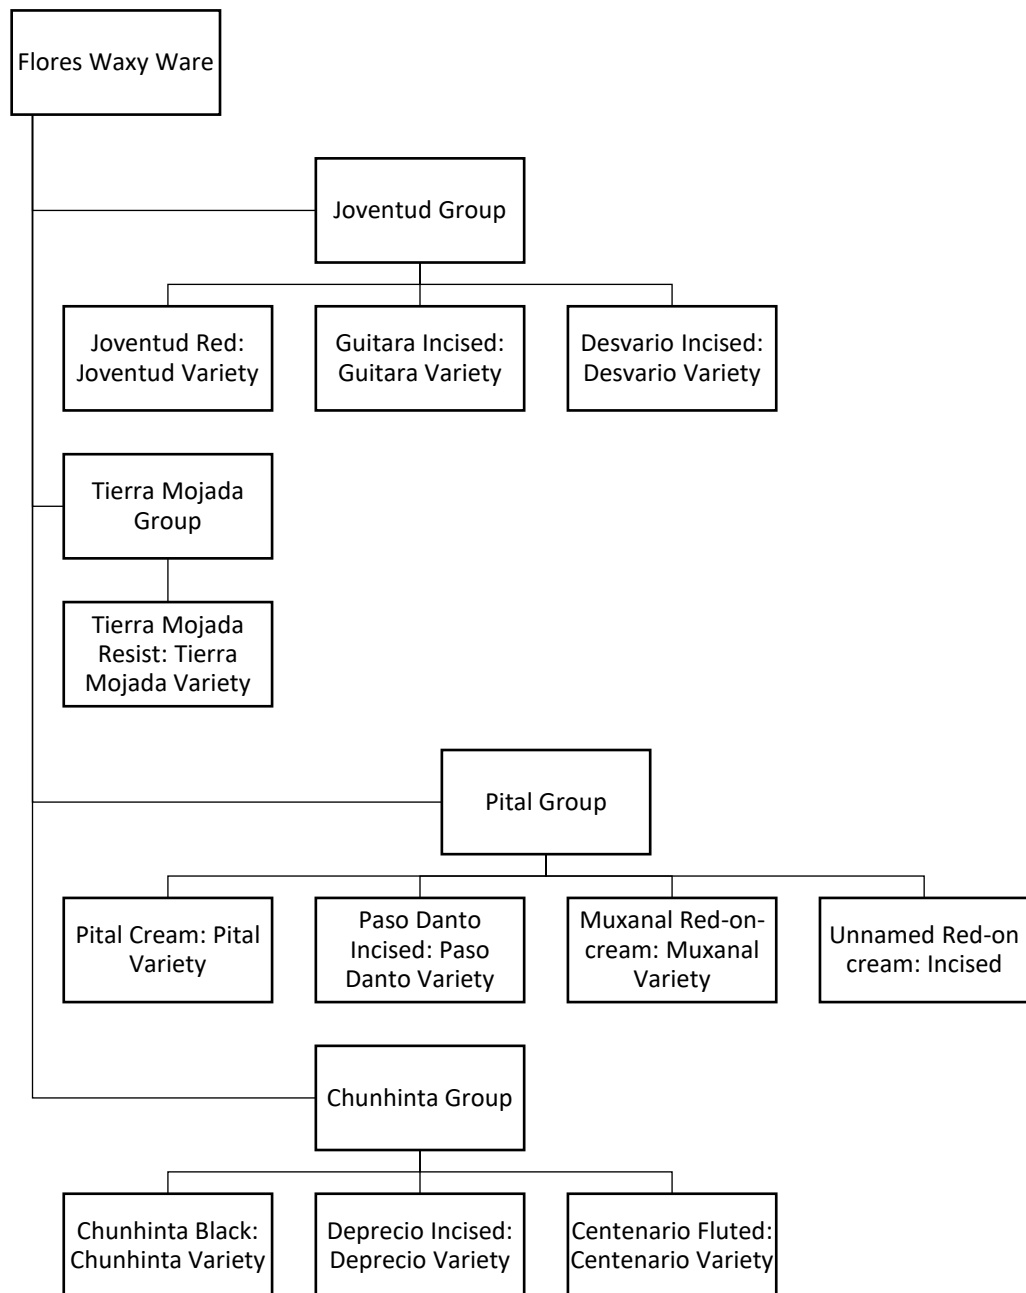 Flores Waxy Ware
Joventud Group
Joventud Red:
Joventud Variety
Guitara Incised:
Guitara Variety
Desvario Incised:
Desvario Variety
Tierra Mojada
Group
Tierra Mojada
Resist: Tierra
Mojada Variety
Pital Group
Pital Cream: Pital
Variety
Paso Danto
Incised: Paso
Danto Variety
Muxanal Red-on-
cream: Muxanal
Variety
Unnamed Red-on
cream: Incised
Chunhinta Group
Chunhinta Black:
Chunhinta Variety
Deprecio Incised:
Deprecio Variety
Centenario Fluted:
Centenario Variety